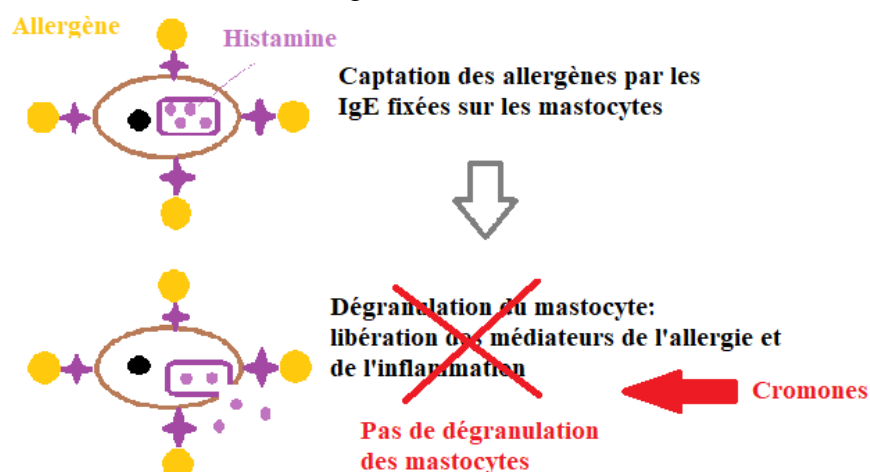 Allergène
Histamine
Captation des allergènes par les
IgE fixées sur les mastocytes
Dégranulation du mastocyte:
libération des médiateurs de l'allergie et
de l'inflammation
Cromones
Pas de dégranulation
des mastocytes